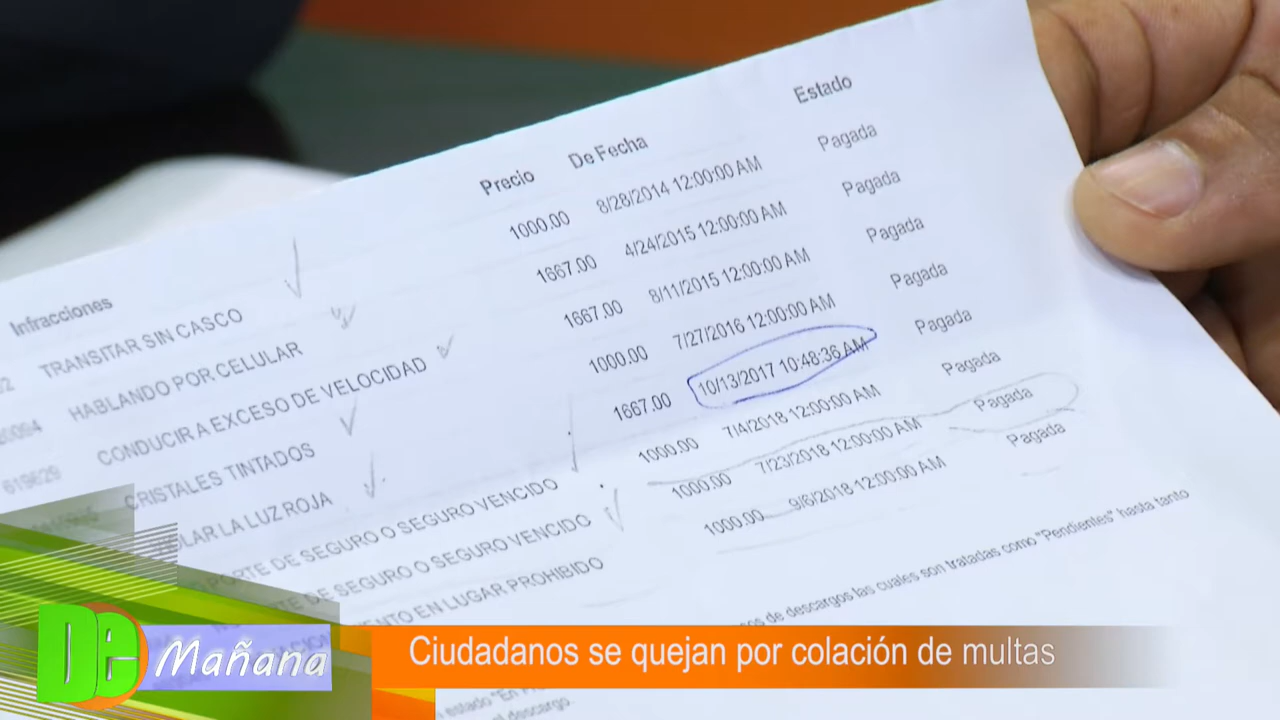 Infracciones Precio De Fecha Estado
TRANSITAR SIN CASCO 1000.00 8/28/2014 12:00:00 AM Pagada
HABLANDO POR CELULAR 1667.00 4/24/2015 12:00:00 AM Pagada
CONDUCIR A EXCESO DE VELOCIDAD 1667.00 8/11/2015 12:00:00 AM Pagada
CRISTALES TINTADOS 1000.00 7/27/2016 12:00:00 AM Pagada
LA LUZ ROJA 1667.00 10/13/2017 10:48:36 AM Pagada
DE SEGURO O SEGURO VENCIDO 1000.00 7/4/2018 12:00:00 AM Pagada
DE SEGURO O SEGURO VENCIDO 1000.00 7/23/2018 12:00:00 AM Pagada
EN LUGAR PROHIBIDO 1000.00 9/6/2018 12:00:00 AM Pagada
de descargos las cuales son tratadas como "Pendientes" hasta tanto
estado "En
el descargo.
De Mañana
Ciudadanos se quejan por colación de multas